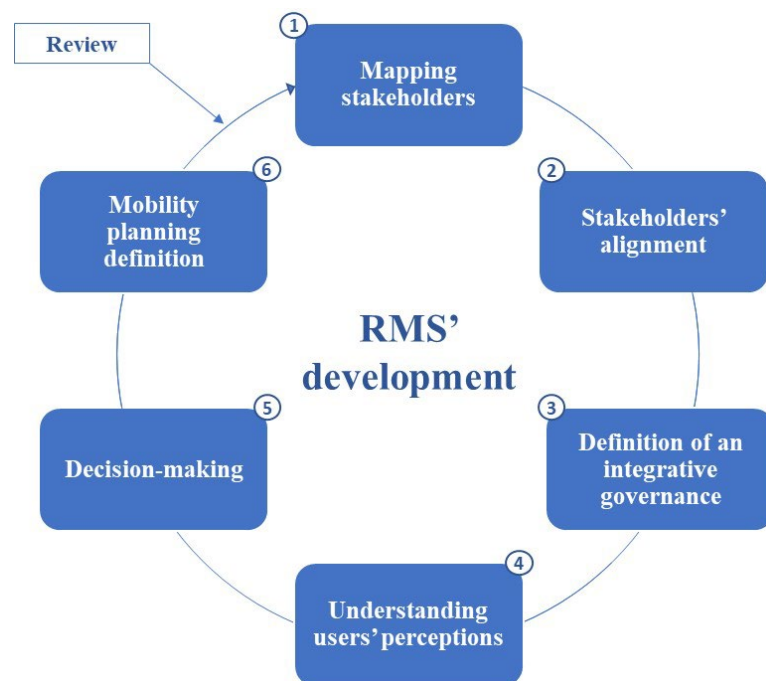 Review
1
Mapping
stakeholders
2
Stakeholders’
alignment
3
Definition of an
integrative
governance
4
Understanding
users’ perceptions
5
Decision-making
6
Mobility
planning
definition
RMS’
development